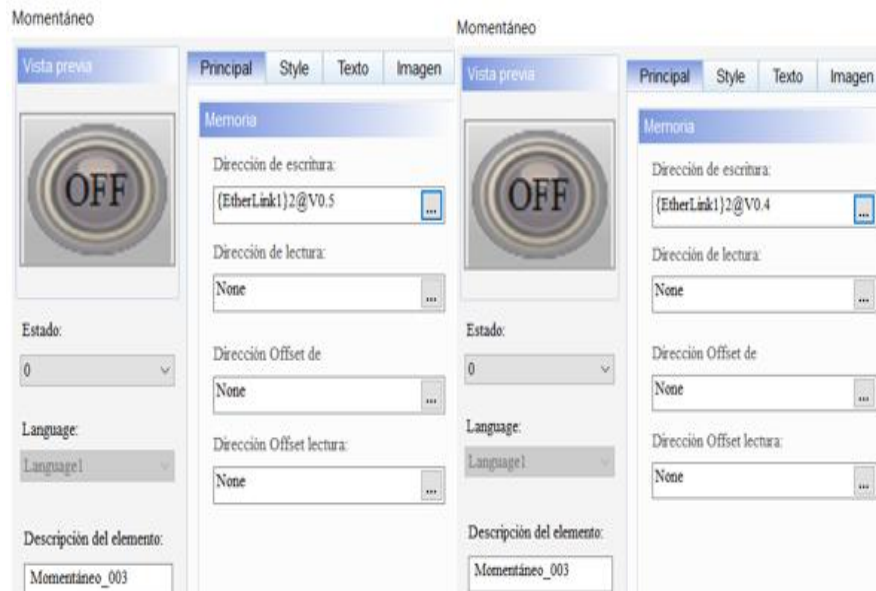 Momentáneo
Vista previa
Principal Style Texto Imagen
Memoria
OFF
Dirección de escritura:
{EtherLink1}2@V0.5 ...
Dirección de lectura:
None ...
Estado:
0
Dirección Offset de
None ...
Language:
Language1
Dirección Offset lectura:
None ...
Descripción del elemento:
Momentáneo_003
Momentáneo
Vista previa
Principal Style Texto Imagen
Memoria
OFF
Dirección de escritura:
{EtherLink1}2@V0.4 ...
Dirección de lectura:
None ...
Estado:
0
Dirección Offset de
None ...
Language:
Language1
Dirección Offset lectura:
None ...
Descripción del elemento:
Momentáneo_003